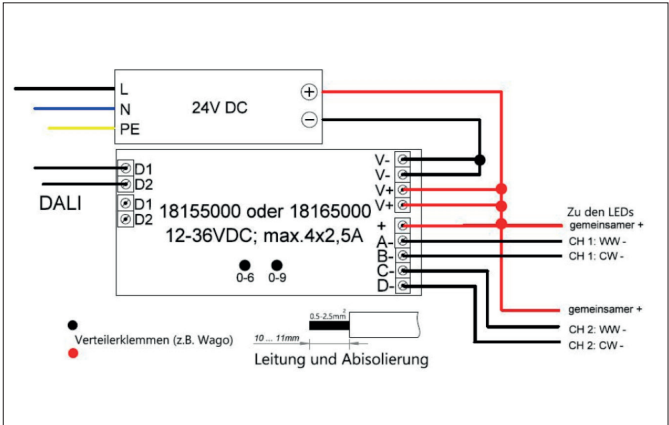 L
N
PE
24V DC
+
−
D1
D2
D1
D2
DALI
V-
V-
V+
V+
+
A-
B-
C-
D-
18155000 oder 18165000
12-36VDC; max.4x2,5A
0-6 0-9
Zu den LEDs
gemeinsamer +
CH 1: WW -
CH 1: CW -
gemeinsamer +
CH 2: WW -
CH 2: CW -
Verteilerklemmen (z.B. Wago)
0.5-2.5mm²
10 ... 11mm
Leitung und Abisolierung